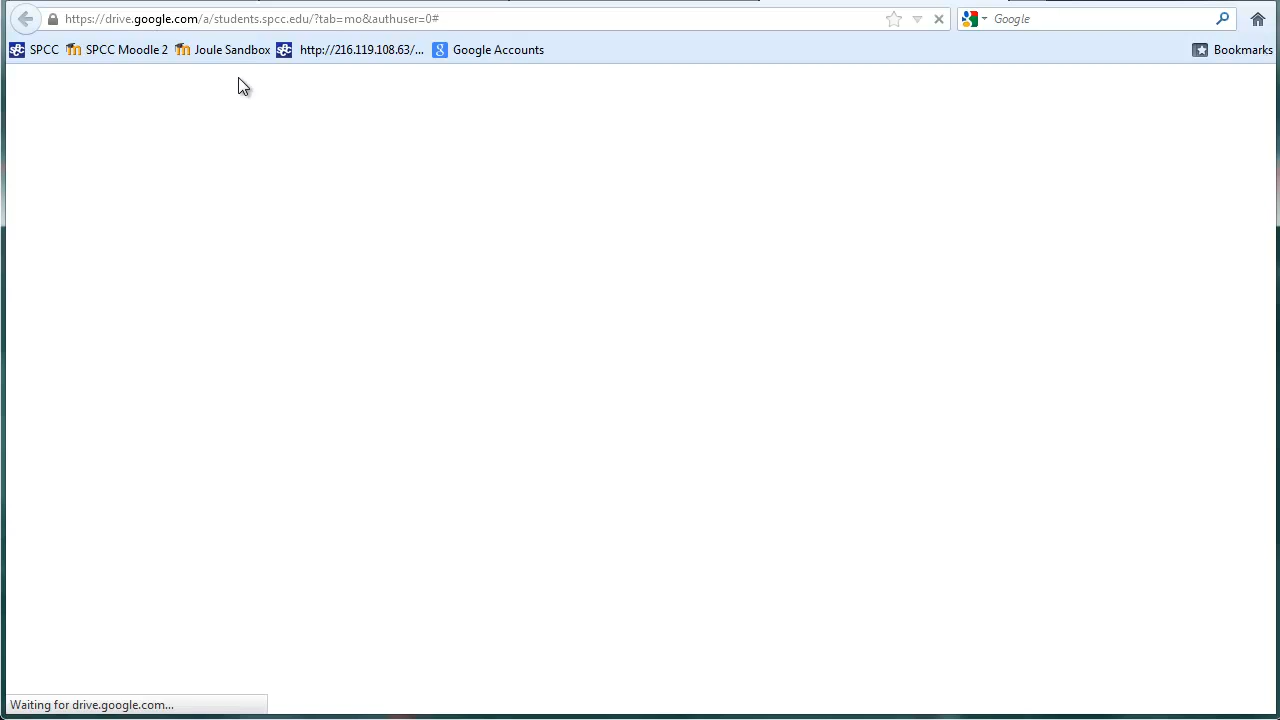 https://drive.google.com/a/students.spcc.edu/?tab=mo&authuser=0#
Google
SPCC SPCC Moodle 2 Joule Sandbox http://216.119.108.63/... Google Accounts Bookmarks
Waiting for drive.google.com...